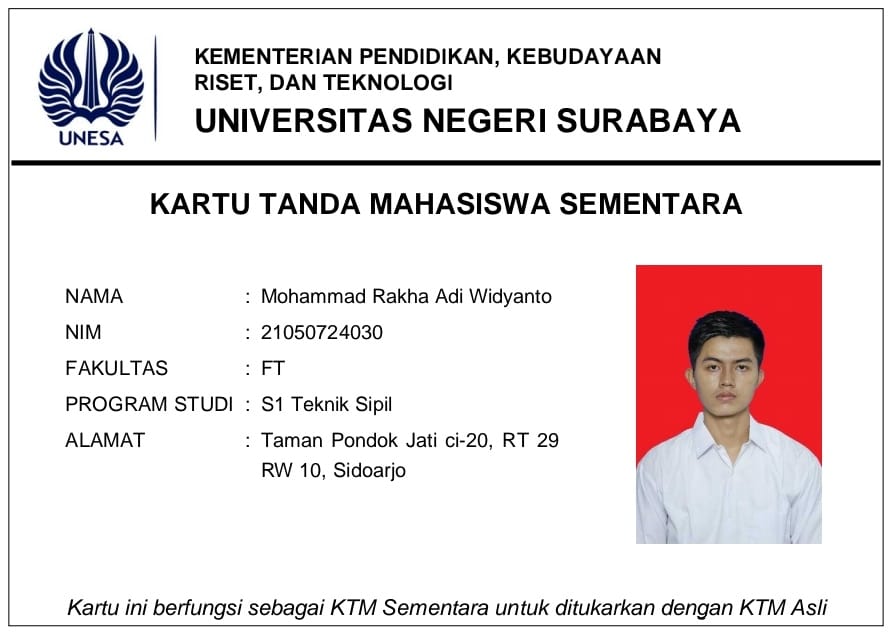 UNESA
KEMENTERIAN PENDIDIKAN, KEBUDAYAAN
RISET, DAN TEKNOLOGI
UNIVERSITAS NEGERI SURABAYA
KARTU TANDA MAHASISWA SEMENTARA
NAMA : Mohammad Rakha Adi Widyanto
NIM : 21050724030
FAKULTAS : FT
PROGRAM STUDI : S1 Teknik Sipil
ALAMAT : Taman Pondok Jati ci-20, RT 29
RW 10, Sidoarjo
Kartu ini berfungsi sebagai KTM Sementara untuk ditukarkan dengan KTM Asli